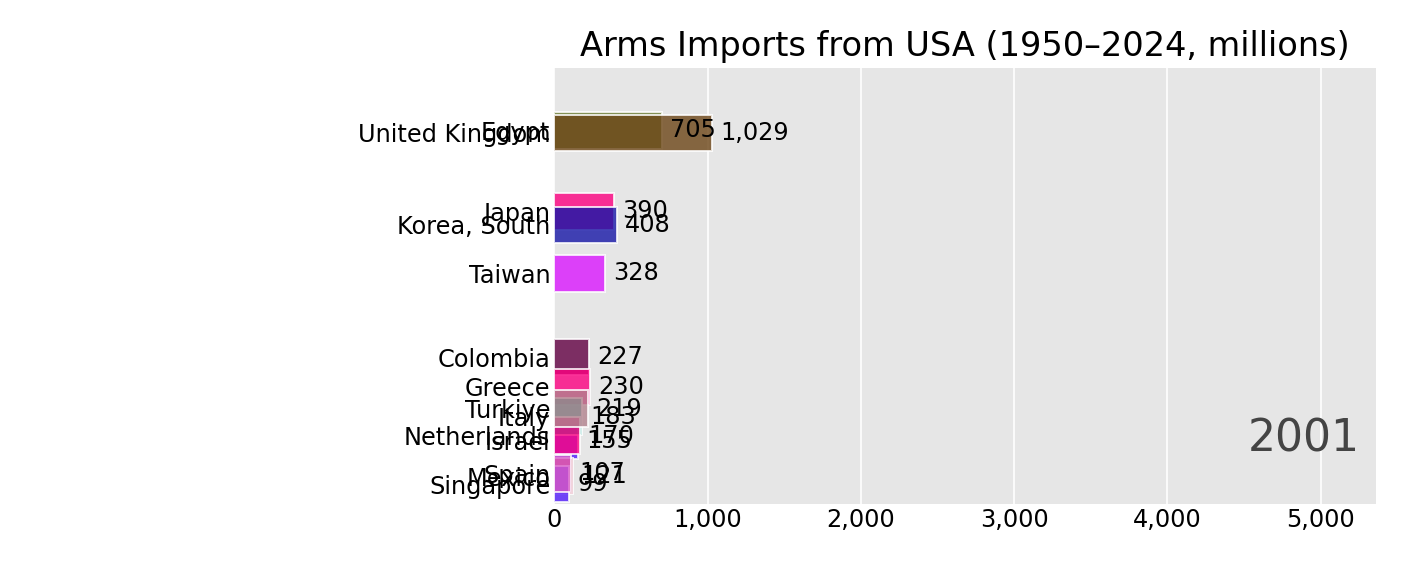 Arms Imports from USA (1950–2024, millions)
Egypt 705
United Kingdom 1,029
Japan 390
Korea, South 408
Taiwan 328
Colombia 227
Greece 230
Turkiye 219
Italy 183
Netherlands 170
Israel 155
Spain 107
Mexico 121
Singapore 99
2001
0 1,000 2,000 3,000 4,000 5,000